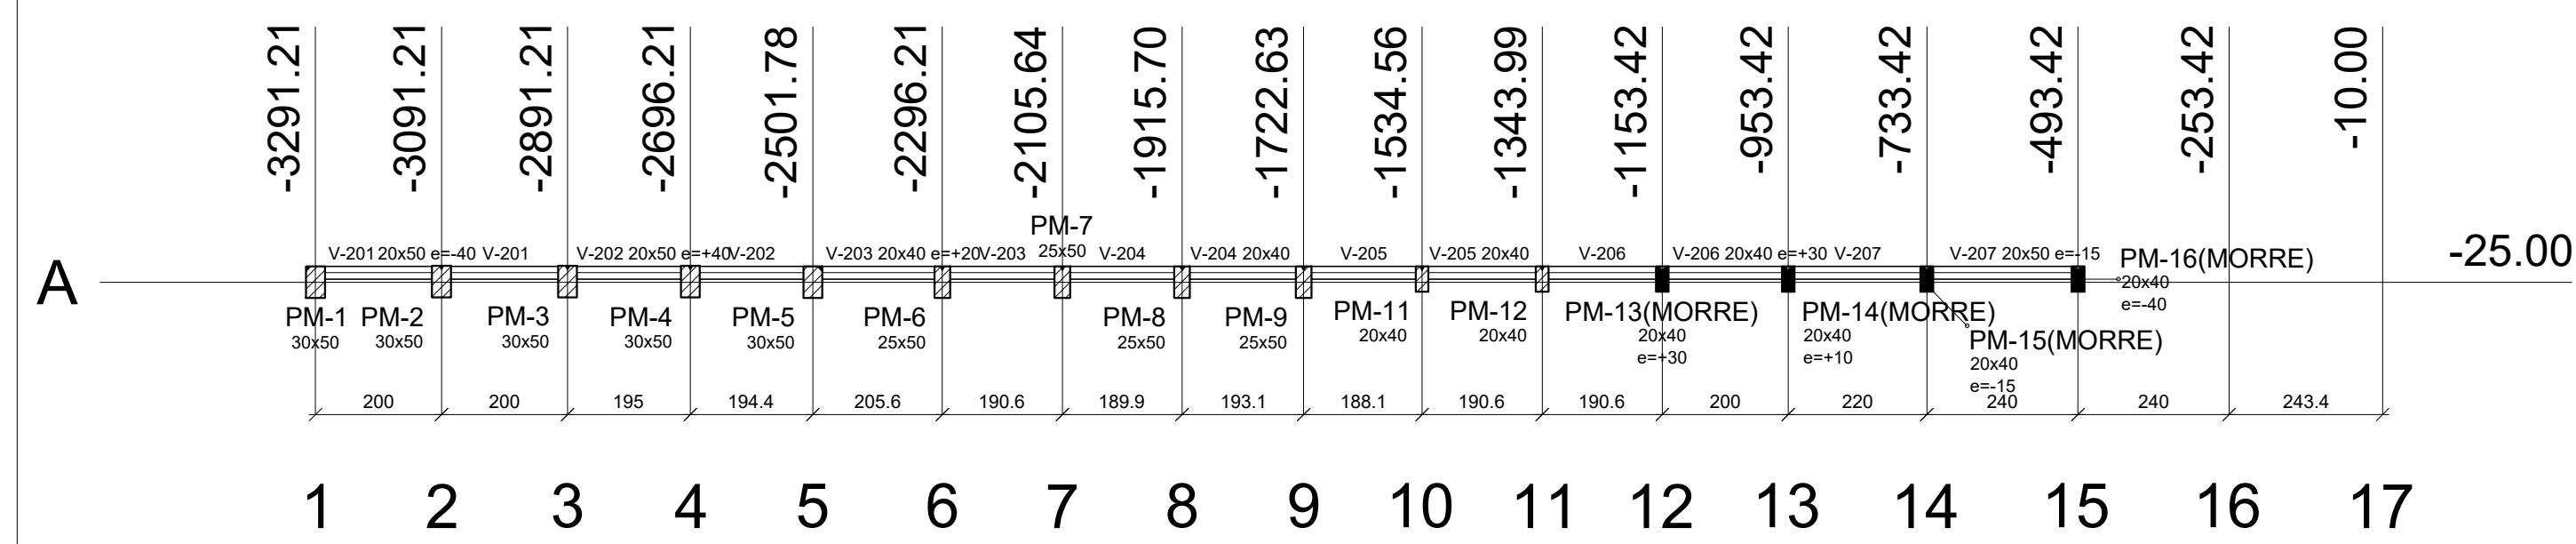 -3291.21
-3091.21
-2891.21
-2696.21
-2501.78
-2296.21
-2105.64
-1915.70
-1722.63
-1534.56
-1343.99
-1153.42
-953.42
-733.42
-493.42
-253.42
-10.00
PM-7
25x50
V-201 20x50 e=-40 V-201
V-202 20x50 e=+40 V-202
V-203 20x40 e=+20 V-203
V-204
V-204 20x40
V-205
V-205 20x40
V-206
V-206 20x40 e=+30 V-207
V-207 20x50 e=-15
-25.00
A
PM-16(MORRE)
20x40
e=-40
PM-1
30x50
PM-2
30x50
PM-3
30x50
PM-4
30x50
PM-5
30x50
PM-6
25x50
PM-8
25x50
PM-9
25x50
PM-11
20x40
PM-12
20x40
PM-13(MORRE)
20x40
e=+30
PM-14(MORRE)
20x40
e=+10
PM-15(MORRE)
20x40
e=-15
200 200 195 194.4 205.6 190.6 189.9 193.1 188.1 190.6 190.6 200 220 240 240 243.4
1 2 3 4 5 6 7 8 9 10 11 12 13 14 15 16 17